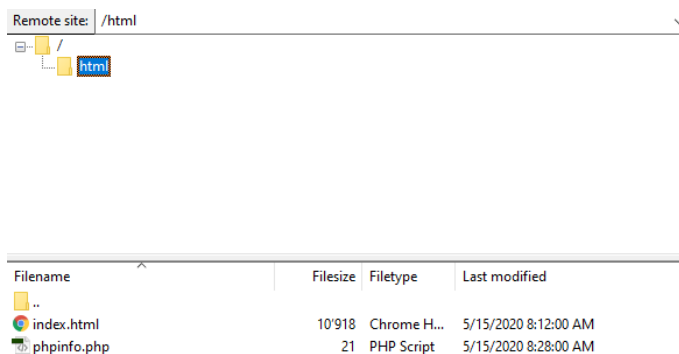 Remote site: /html
/
html
Filename Filesize Filetype Last modified
..
index.html 10'918 Chrome H... 5/15/2020 8:12:00 AM
phpinfo.php 21 PHP Script 5/15/2020 8:28:00 AM